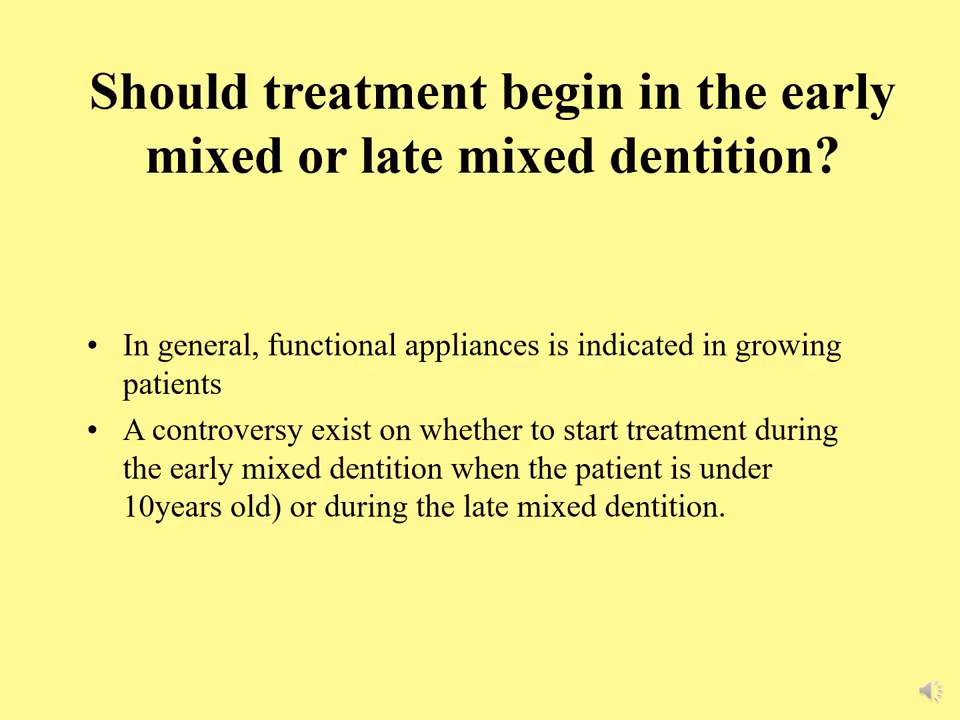 Should treatment begin in the early
mixed or late mixed dentition?
• In general, functional appliances is indicated in growing
patients
• A controversy exist on whether to start treatment during
the early mixed dentition when the patient is under
10years old) or during the late mixed dentition.